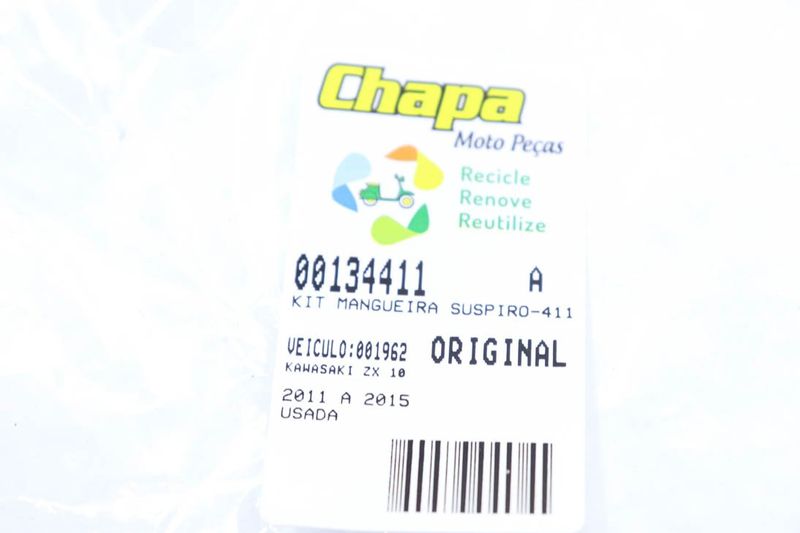 Chapa
Moto Peças
Recicle
Renove
Reutilize
00134411 A
KIT MANGUEIRA SUSPIRO-411
VEICULO:001962 ORIGINAL
KAWASAKI ZX 10
2011 A 2015
USADA